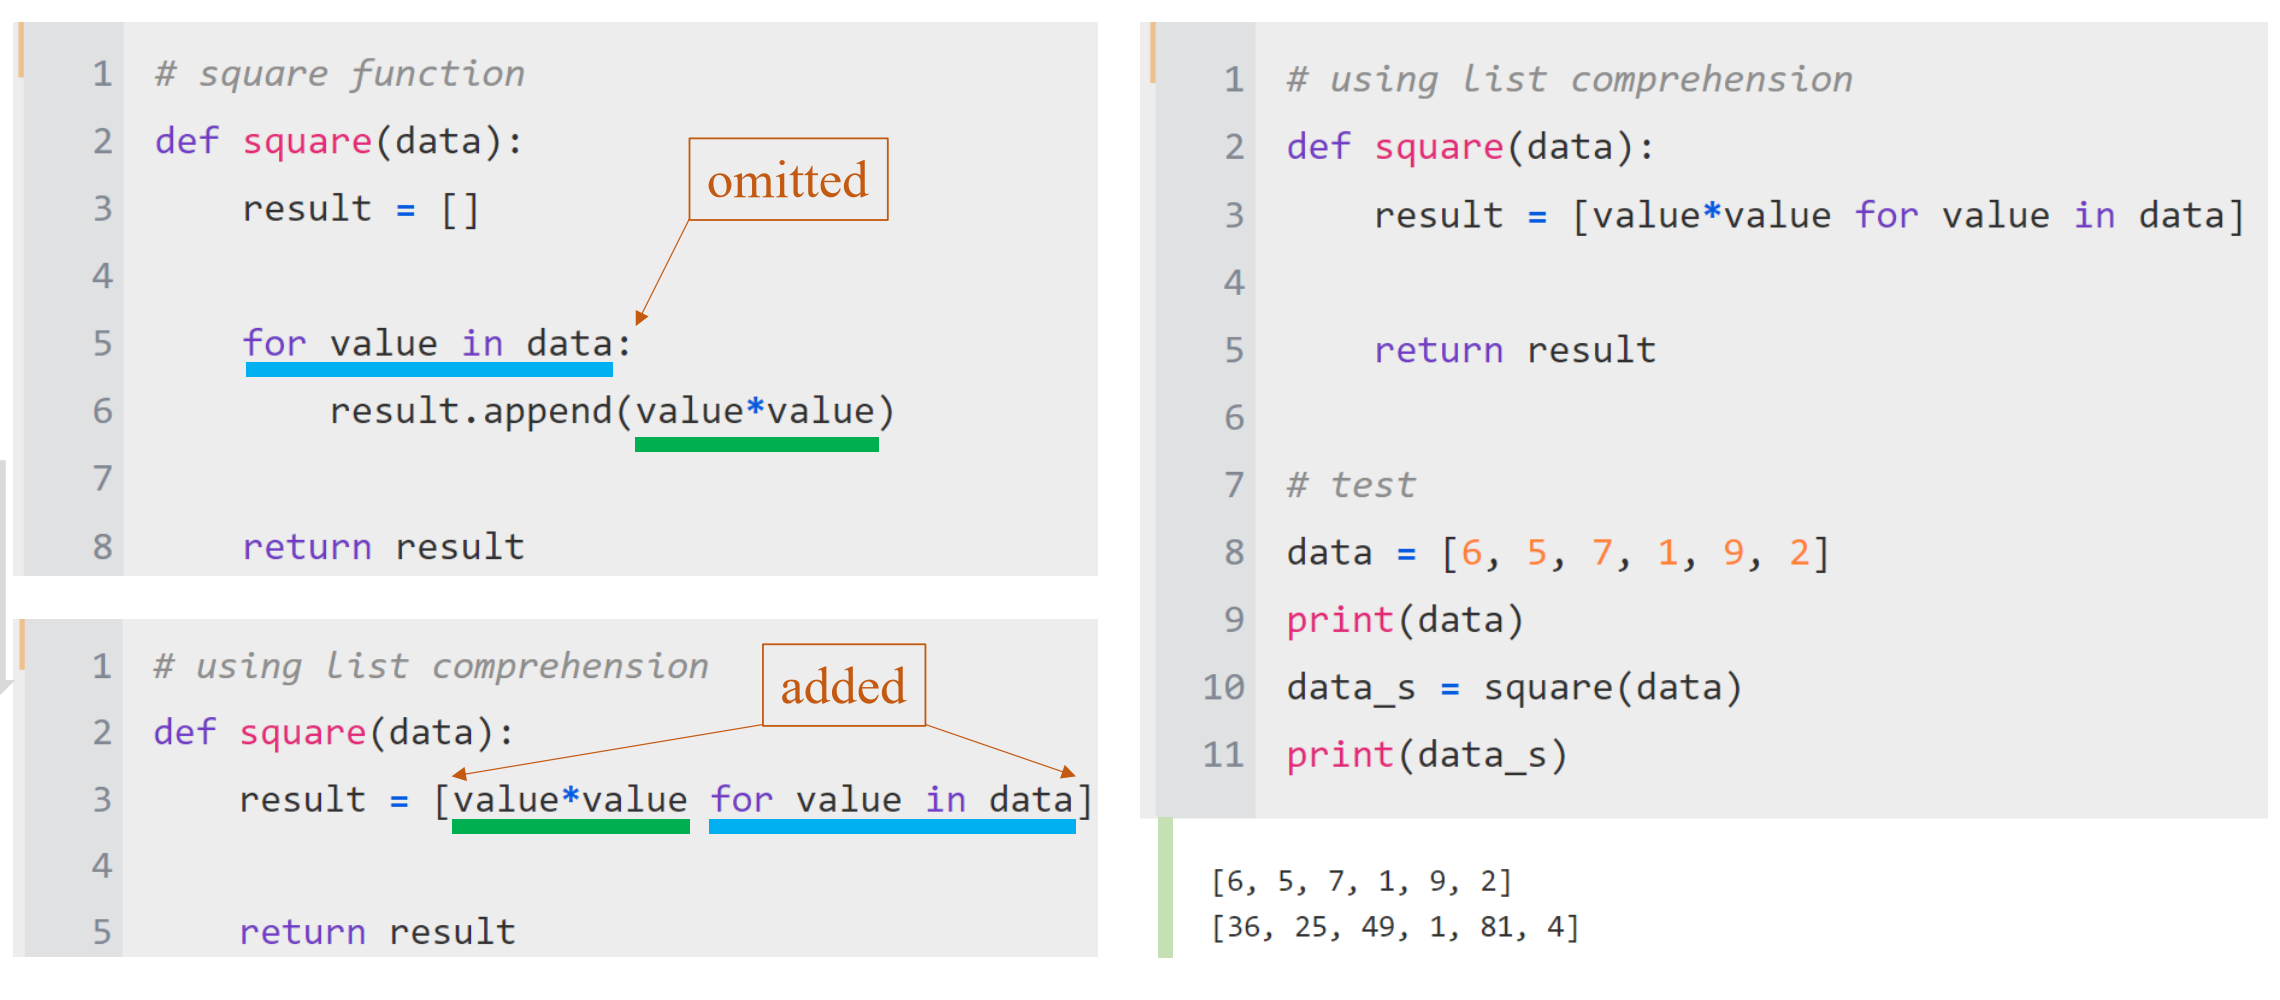 1 # square function
2 def square(data):
3     result = []
4
5     for value in data:
6         result.append(value*value)
7
8     return result
omitted
1 # using list comprehension
2 def square(data):
3     result = [value*value for value in data]
4
5     return result
added
1 # using list comprehension
2 def square(data):
3     result = [value*value for value in data]
4
5     return result
6
7 # test
8 data = [6, 5, 7, 1, 9, 2]
9 print(data)
10 data_s = square(data)
11 print(data_s)
[6, 5, 7, 1, 9, 2]
[36, 25, 49, 1, 81, 4]